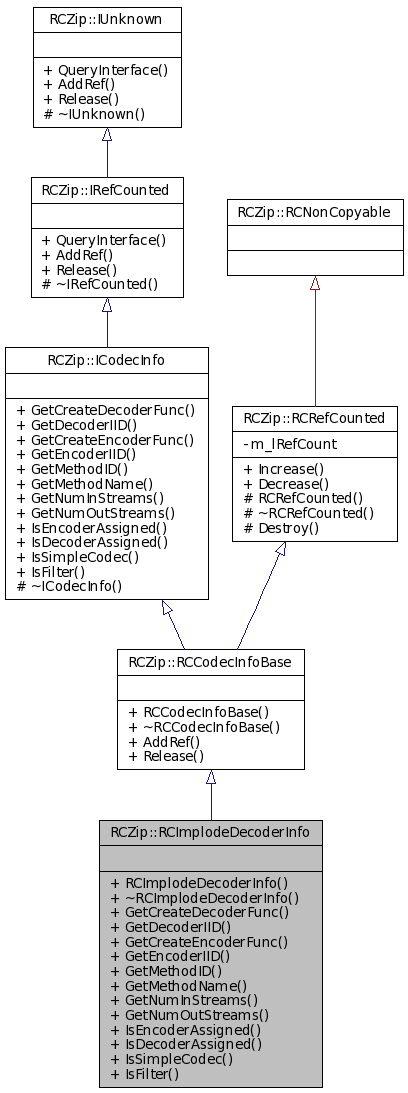 RCZip::IUnknown
+ QueryInterface()
+ AddRef()
+ Release()
# ~IUnknown()
RCZip::IRefCounted
+ QueryInterface()
+ AddRef()
+ Release()
# ~IRefCounted()
RCZip::RCNonCopyable
RCZip::ICodecInfo
+ GetCreateDecoderFunc()
+ GetDecoderIID()
+ GetCreateEncoderFunc()
+ GetEncoderIID()
+ GetMethodID()
+ GetMethodName()
+ GetNumInStreams()
+ GetNumOutStreams()
+ IsEncoderAssigned()
+ IsDecoderAssigned()
+ IsSimpleCodec()
+ IsFilter()
# ~ICodecInfo()
RCZip::RCRefCounted
- m_lRefCount
+ Increase()
+ Decrease()
# RCRefCounted()
# ~RCRefCounted()
# Destroy()
RCZip::RCCodecInfoBase
+ RCCodecInfoBase()
+ ~RCCodecInfoBase()
+ AddRef()
+ Release()
RCZip::RCImplodeDecoderInfo
+ RCImplodeDecoderInfo()
+ ~RCImplodeDecoderInfo()
+ GetCreateDecoderFunc()
+ GetDecoderIID()
+ GetCreateEncoderFunc()
+ GetEncoderIID()
+ GetMethodID()
+ GetMethodName()
+ GetNumInStreams()
+ GetNumOutStreams()
+ IsEncoderAssigned()
+ IsDecoderAssigned()
+ IsSimpleCodec()
+ IsFilter()